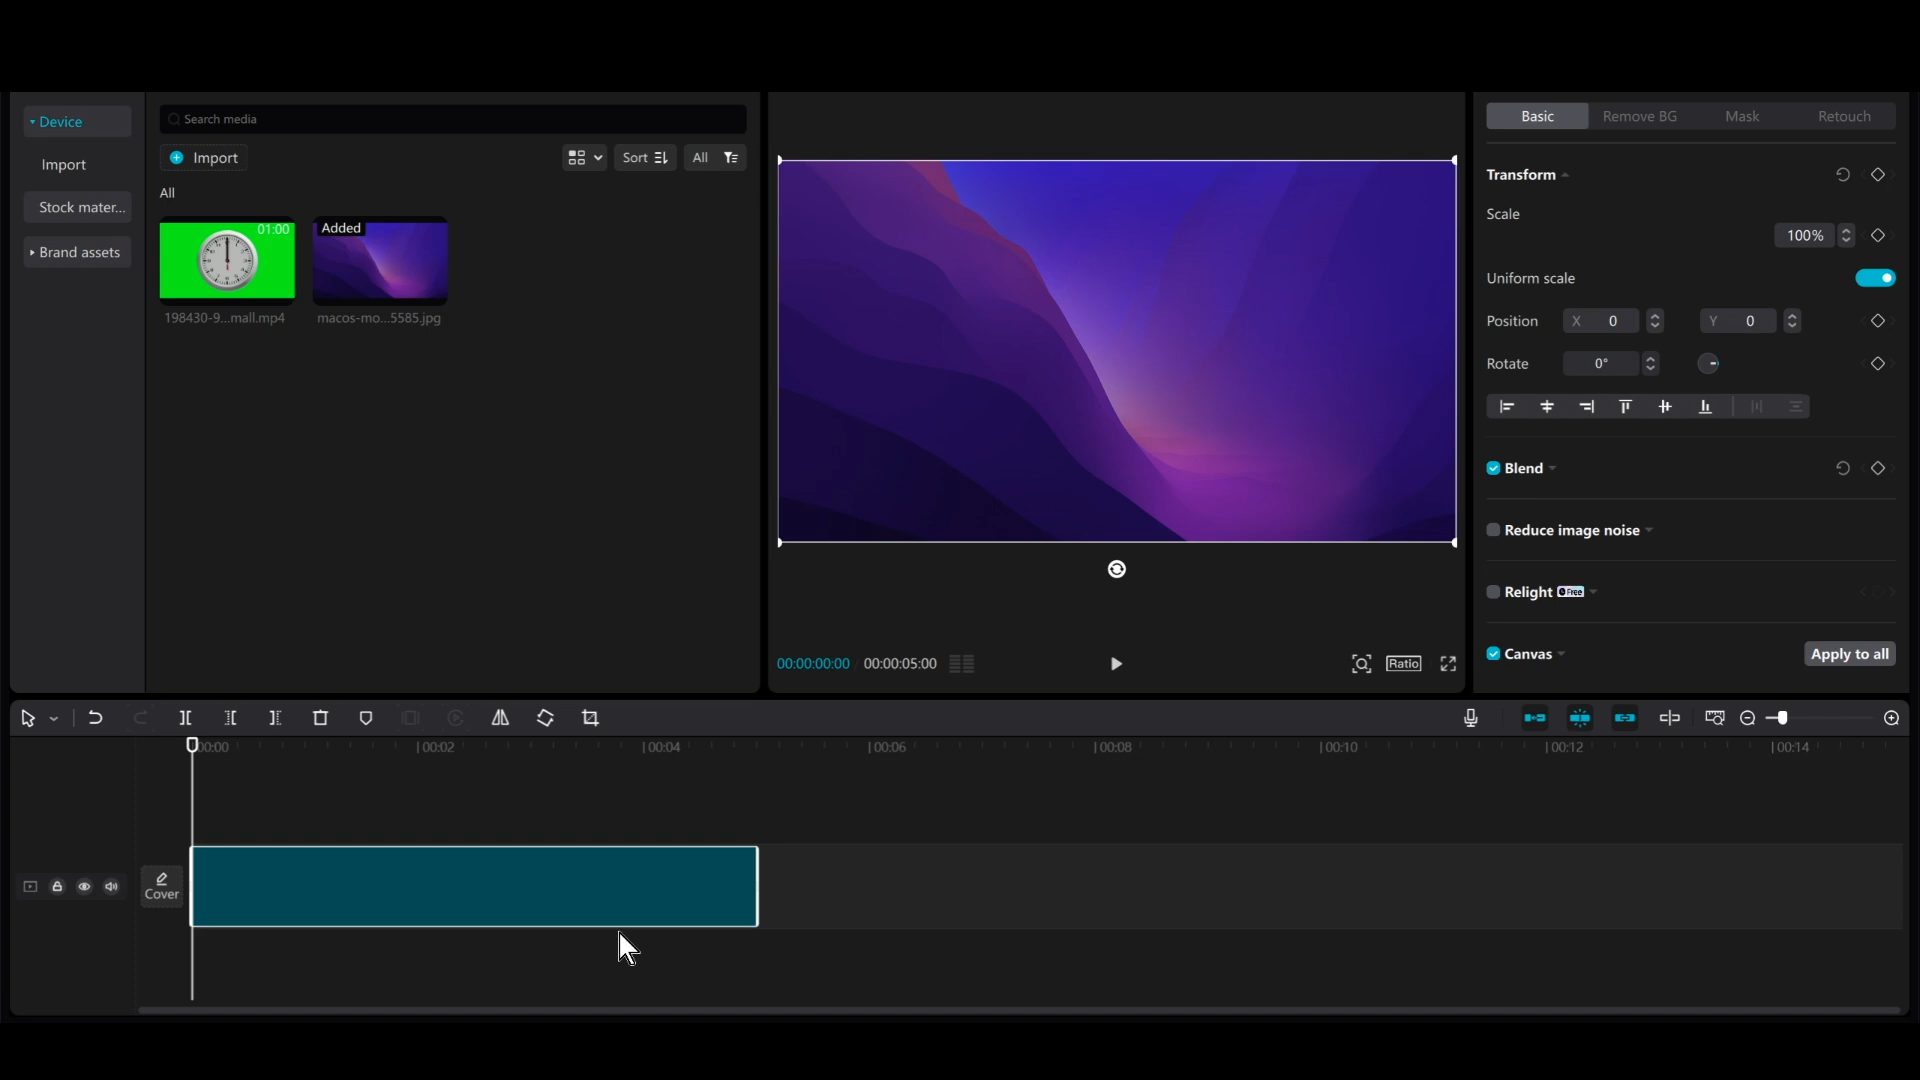 Device
Import
Stock mater...
Brand assets
Search media
Import
Sort
All
All
01:00
198430-9...mall.mp4
Added
macos-mo...5585.jpg
00:00:00:00
00:00:05:00
Ratio
Basic
Remove BG
Mask
Retouch
Transform
Scale
100%
Uniform scale
Position
X 0
Y 0
Rotate
0°
Blend
Reduce image noise
Relight Free
Canvas
Apply to all
00:00
00:02
00:04
00:06
00:08
00:10
00:12
00:14
Cover